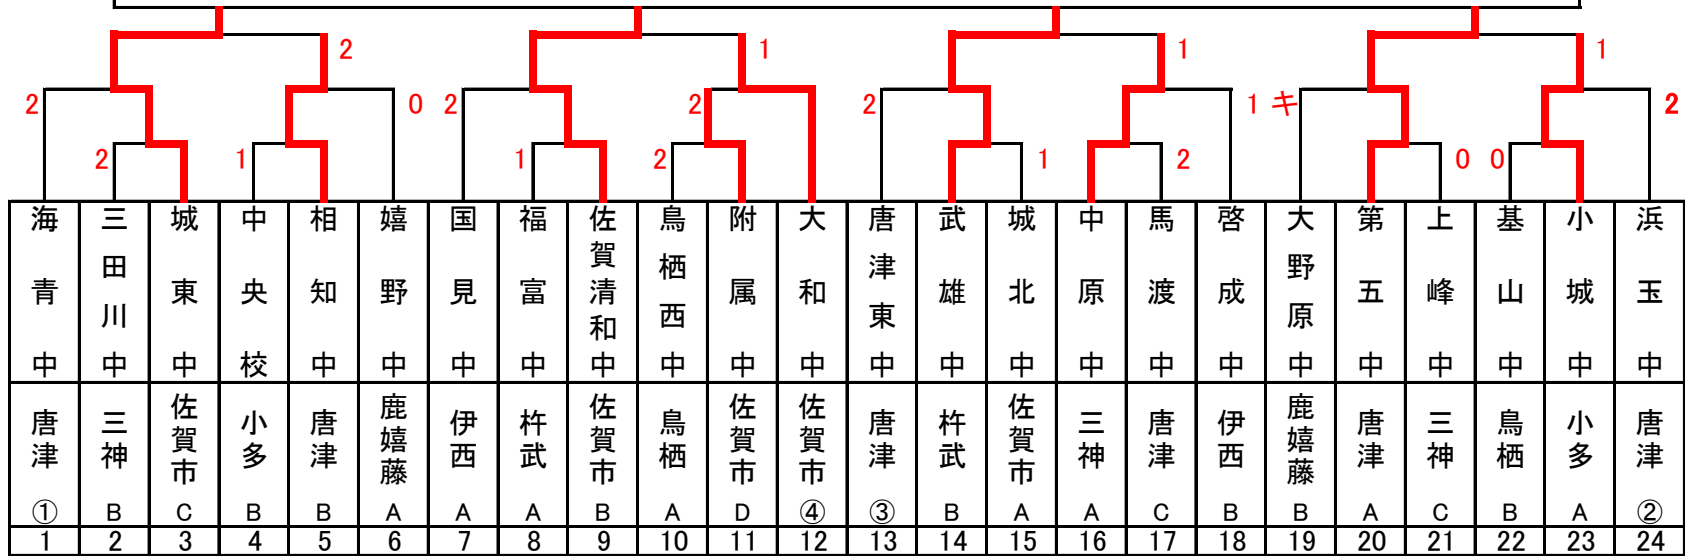 2 1 1 1
2 0 2 2 2 1 キ 2
2 1 1 2 1 2 0 0
海青中 三田川中 城東中 中央校 相知中 嬉野中 国見中 福富中 佐賀清和中 鳥栖西中 附属中 大和中 唐津東中 武雄中 城北中 中原中 馬渡中 啓成中 大野原中 第五中 上峰中 基山中 小城中 浜玉中
唐津 三神 佐賀市 小多 唐津 鹿嬉藤 伊西 杵武 佐賀市 鳥栖 佐賀市 佐賀市 唐津 杵武 佐賀市 三神 唐津 伊西 鹿嬉藤 唐津 三神 鳥栖 小多 唐津
① B C B B A A A B A D ④ ③ B A A C B B A C B A ②
1 2 3 4 5 6 7 8 9 10 11 12 13 14 15 16 17 18 19 20 21 22 23 24